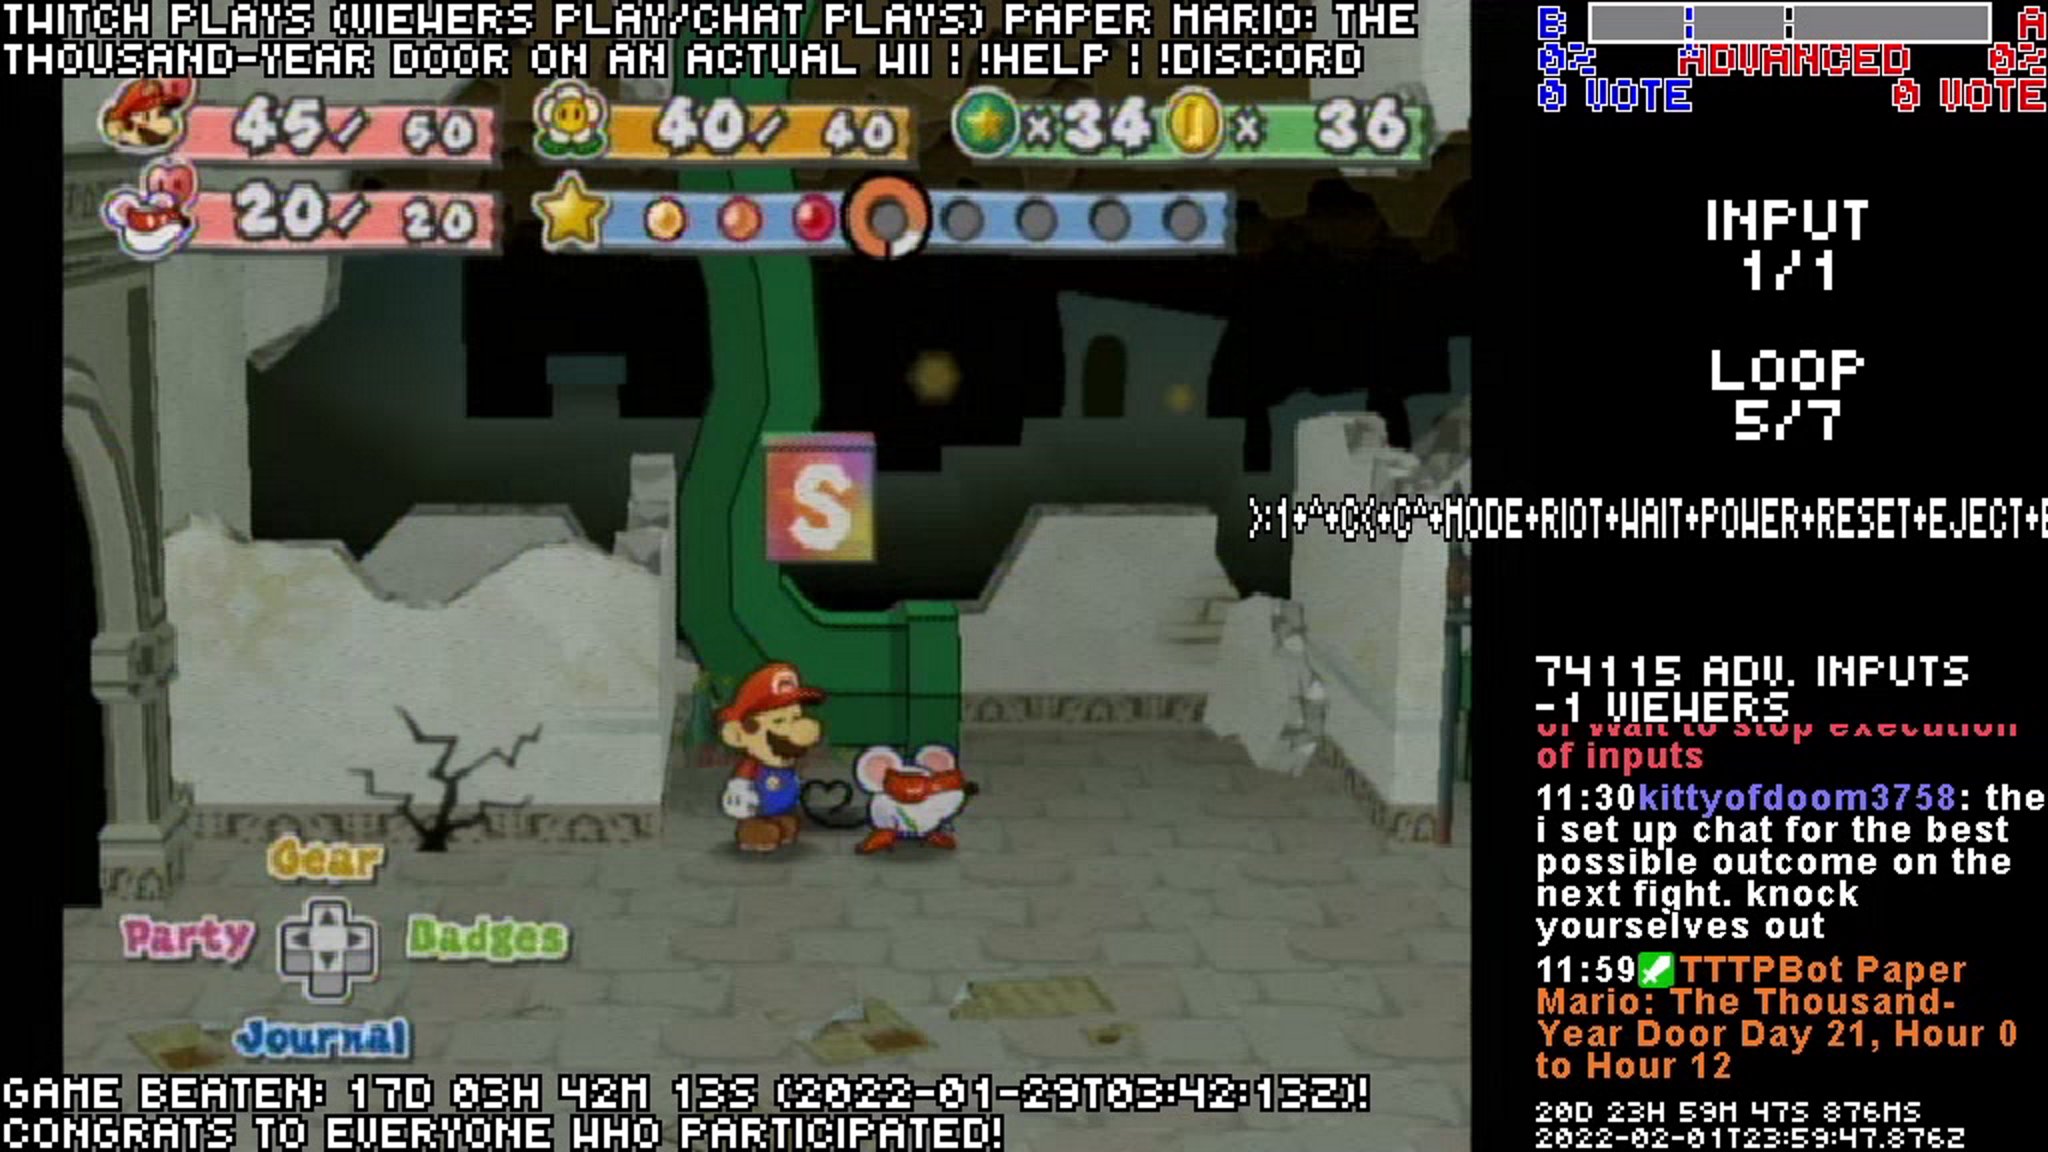 TWITCH PLAYS (VIEWERS PLAY/CHAT PLAYS) PAPER MARIO: THE
THOUSAND-YEAR DOOR ON AN ACTUAL WII ¦ !HELP ¦ !DISCORD
45/ 50
40/ 40
x34
x 36
20/ 20
S
Gear
Party
Badges
Journal
GAME BEATEN: 17D 03H 42M 13S (2022-01-29T03:42:13Z)!
CONGRATS TO EVERYONE WHO PARTICIPATED!
B
A
0%
ADVANCED
0%
0 VOTE
0 VOTE
INPUT
1/1
LOOP
5/7
MODE+RIOT+WAIT+POWER+RESET+EJECT+
74115 ADV. INPUTS
-1 VIEWERS
or wait to stop execution
of inputs
11:30kittyofdoom3758: the
i set up chat for the best
possible outcome on the
next fight. knock
yourselves out
11:59TTTPBot Paper
Mario: The Thousand-
Year Door Day 21, Hour 0
to Hour 12
20D 23H 59M 47S 876MS
2022-02-01T23:59:47.876Z